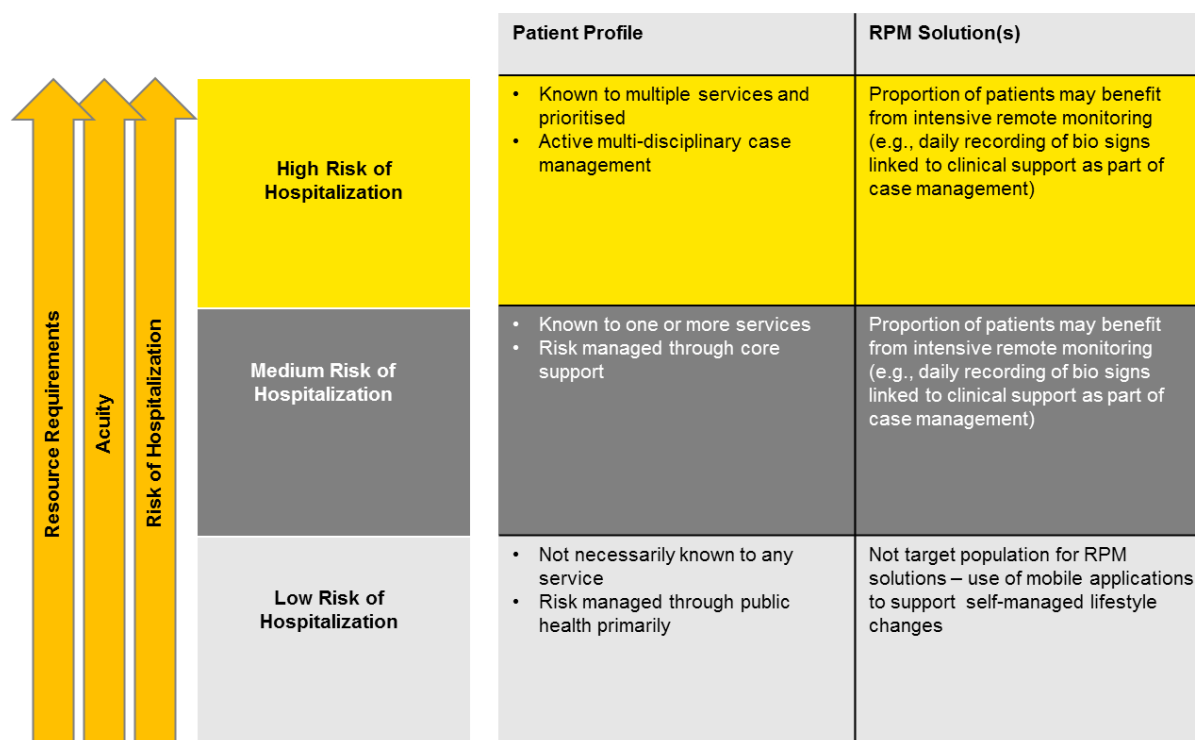 Patient Profile
RPM Solution(s)
Resource Requirements
Acuity
Risk of Hospitalization
High Risk of
Hospitalization
• Known to multiple services and
prioritised
• Active multi-disciplinary case
management
Proportion of patients may benefit
from intensive remote monitoring
(e.g., daily recording of bio signs
linked to clinical support as part of
case management)
Medium Risk of
Hospitalization
• Known to one or more services
• Risk managed through core
support
Proportion of patients may benefit
from intensive remote monitoring
(e.g., daily recording of bio signs
linked to clinical support as part of
case management)
Low Risk of
Hospitalization
• Not necessarily known to any
service
• Risk managed through public
health primarily
Not target population for RPM
solutions – use of mobile applications
to support self-managed lifestyle
changes